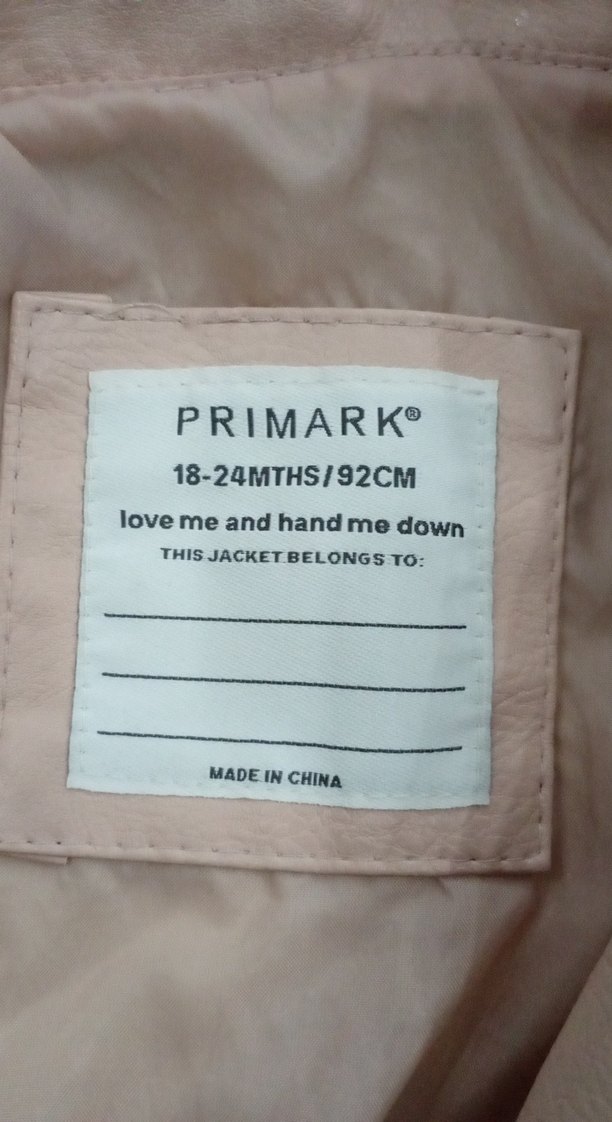 PRIMARK®
18-24MTHS/92CM
love me and hand me down
THIS JACKET BELONGS TO:
MADE IN CHINA